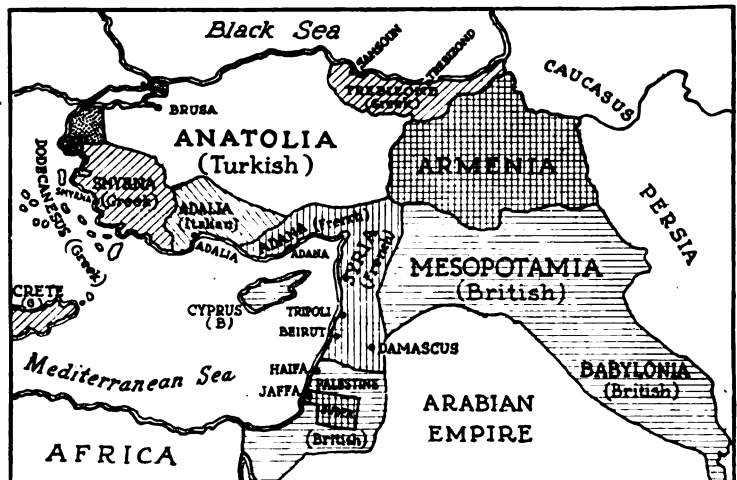 Black Sea
SAMSOUN
TREBIZOND
CAUCASUS
TREBIZOND
(Greek)
BRUSA
ANATOLIA
(Turkish)
ARMENIA
DODECANESUS (Greek)
SMYRNA
SMYRNA
(Greek)
ADALIA
(Italian)
ADALIA
ADANA (French)
ADANA
SYRIA
(French)
PERSIA
MESOPOTAMIA
(British)
CRETE
(G)
CYPRUS
(B)
TRIPOLI
BEIRUT
DAMASCUS
Mediterranean Sea
HAIFA
JAFFA
PALESTINE
(British)
BABYLONIA
(British)
ARABIAN
EMPIRE
AFRICA